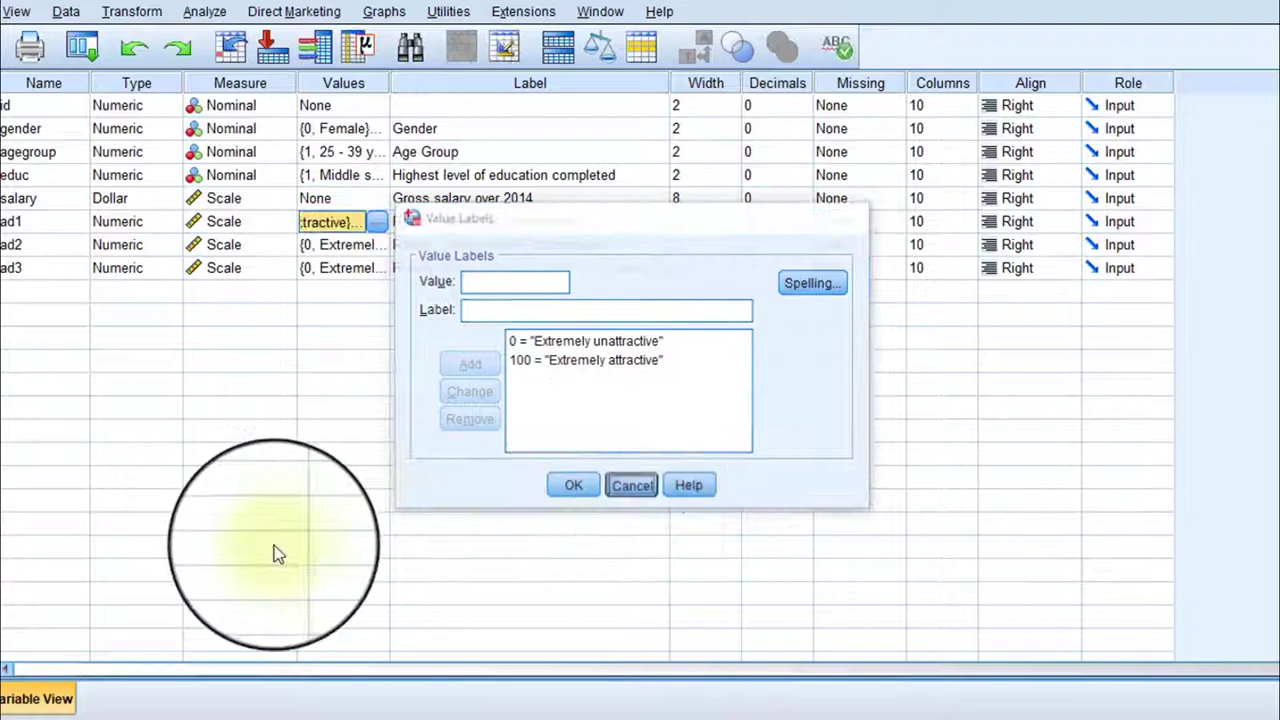 View Data Transform Analyze Direct Marketing Graphs Utilities Extensions Window Help
ABC
Name Type Measure Values Label Width Decimals Missing Columns Align Role
id Numeric Nominal None 2 0 None 10 Right Input
gender Numeric Nominal {0, Female}... Gender 2 0 None 10 Right Input
agegroup Numeric Nominal {1, 25 - 39 y... Age Group 2 0 None 10 Right Input
educ Numeric Nominal {1, Middle s... Highest level of education completed 2 0 None 10 Right Input
salary Dollar Scale None Gross salary over 2014 8 0 None 10 Right Input
ad1 Numeric Scale :tractive}... 10 Right Input
ad2 Numeric Scale {0, Extremel... 10 Right Input
ad3 Numeric Scale {0, Extremel... 10 Right Input
Value Labels
Value Labels
Value:
Spelling...
Label:
0 = "Extremely unattractive"
100 = "Extremely attractive"
Add
Change
Remove
OK Cancel Help
ariable View